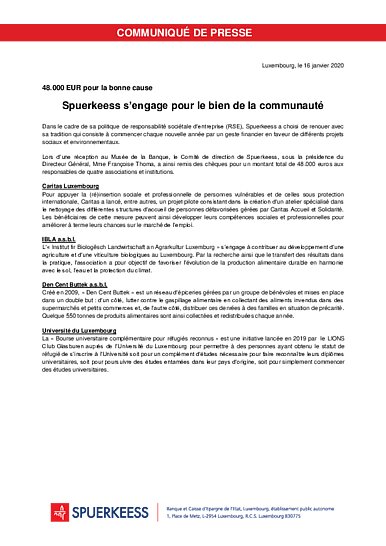 COMMUNIQUÉ DE PRESSE
Luxembourg, le 16 janvier 2020
48.000 EUR pour la bonne cause
Spuerkeess s'engage pour le bien de la communauté
Dans le cadre de sa politique de responsabilité sociétale d'entreprise (RSE), Spuerkeess a choisi de renouer avec
sa tradition qui consiste à commencer chaque nouvelle année par un geste financier en faveur de différents projets
sociaux et environnementaux.
Lors d'une réception au Musée de la Banque, le Comité de direction de Spuerkeess, sous la présidence du
Directeur Général, Mme Françoise Thoma, a ainsi remis des chèques pour un montant total de 48.000 euros aux
responsables de quatre associations et institutions.
Caritas Luxembourg
Pour appuyer la (ré)insertion sociale et professionnelle de personnes vulnérables et de celles sous protection
internationale, Caritas a lancé, entre autres, un projet pilote consistant dans la création d'un atelier spécialisé dans
le nettoyage des différentes structures d'accueil de personnes défavorisées gérées par Caritas Accueil et Solidarité.
Les bénéficiaires de cette mesure peuvent ainsi développer leurs compétences sociales et professionnelles pour
améliorer à terme leurs chances sur le marché de l'emploi.
IBLA a.s.b.l.
L'« Institut fir Biologësch Landwirtschaft an Agrarkultur Luxemburg » s'engage à contribuer au développement d'une
agriculture et d'une viticulture biologiques au Luxembourg. Par la recherche ainsi que le transfert des résultats dans
la pratique, l'association a pour objectif de favoriser l'évolution de la production alimentaire durable en harmonie
avec le sol, l'eau et la protection du climat.
Den Cent Buttek a.s.b.l.
Créé en 2009, « Den Cent Buttek » est un réseau d'épiceries gérées par un groupe de bénévoles et mises en place
dans un double but : d'un côté, lutter contre le gaspillage alimentaire en collectant des aliments invendus dans des
supermarchés et petits commerces et, de l'autre côté, distribuer ces denrées à des familles en situation de précarité.
Quelque 550 tonnes de produits alimentaires sont ainsi collectées et redistribuées chaque année.
Université du Luxembourg
La « Bourse universitaire complémentaire pour réfugiés reconnus » est une initiative lancée en 2019 par le LIONS
Club Glasburen auprès de l'Université du Luxembourg pour permettre à des personnes ayant obtenu le statut de
réfugié de s'inscrire à l'Université soit pour un complément d'études nécessaire pour faire reconnaître leurs diplômes
universitaires, soit pour poursuivre des études entamées dans leur pays d'origine, soit pour simplement commencer
des études universitaires.
SPUERKEESS
Banque et Caisse d'Epargne de l'Etat, Luxembourg, établissement public autonome
1, Place de Metz, L-2954 Luxembourg, R.C.S. Luxembourg B30775